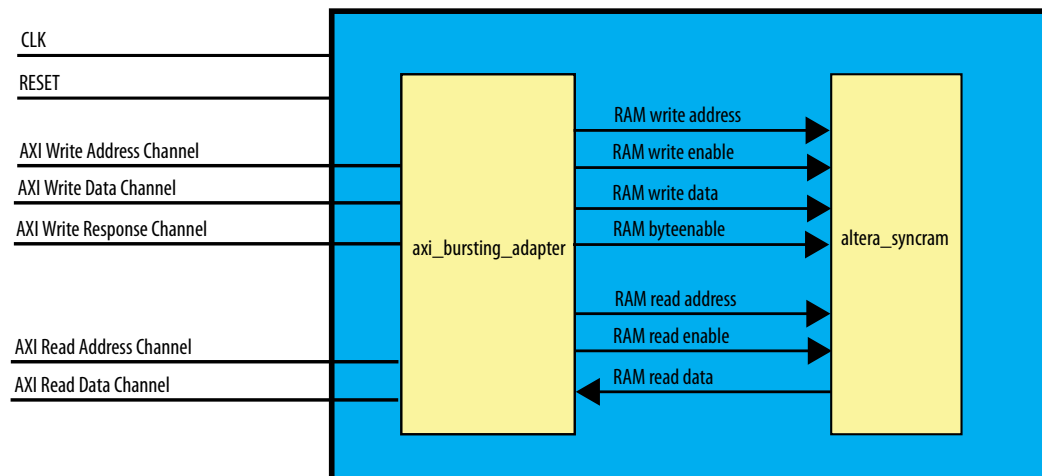 CLK
RESET
AXI Write Address Channel
AXI Write Data Channel
AXI Write Response Channel
AXI Read Address Channel
AXI Read Data Channel
axi_bursting_adapter
RAM write address
RAM write enable
RAM write data
RAM byteenable
RAM read address
RAM read enable
RAM read data
altera_syncram